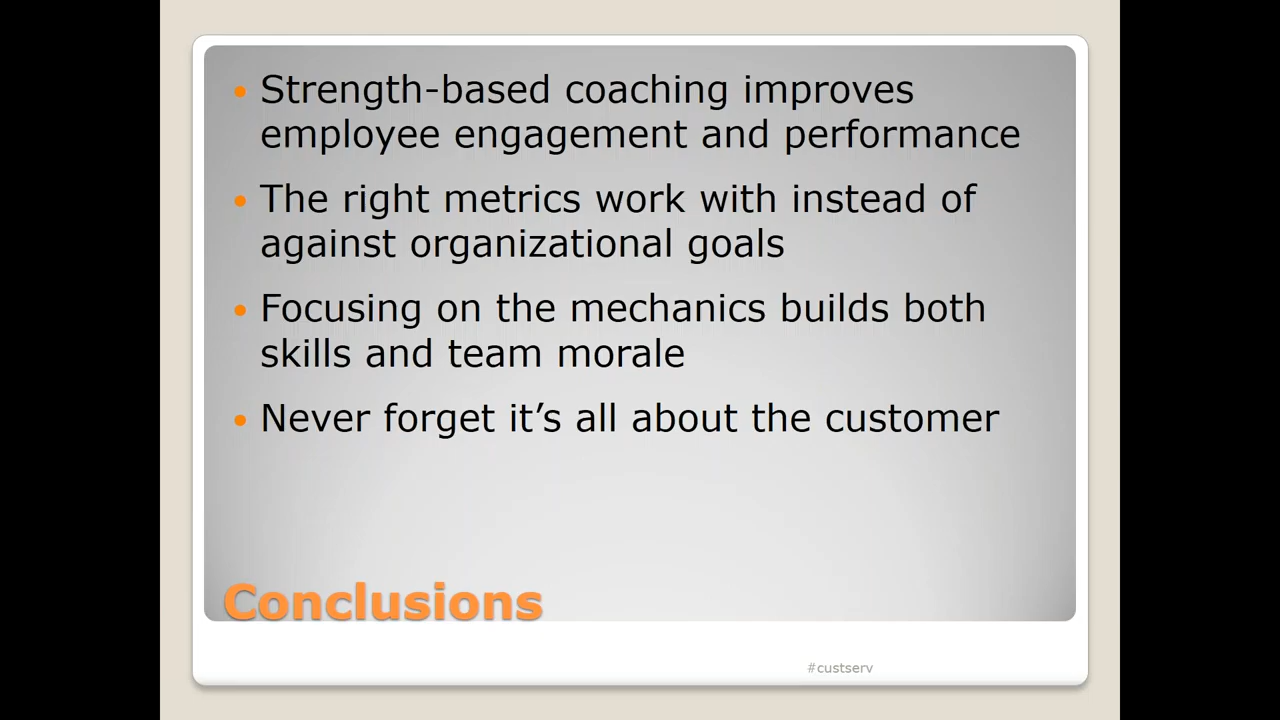 • Strength-based coaching improves
employee engagement and performance
• The right metrics work with instead of
against organizational goals
• Focusing on the mechanics builds both
skills and team morale
• Never forget it’s all about the customer
Conclusions
#custserv